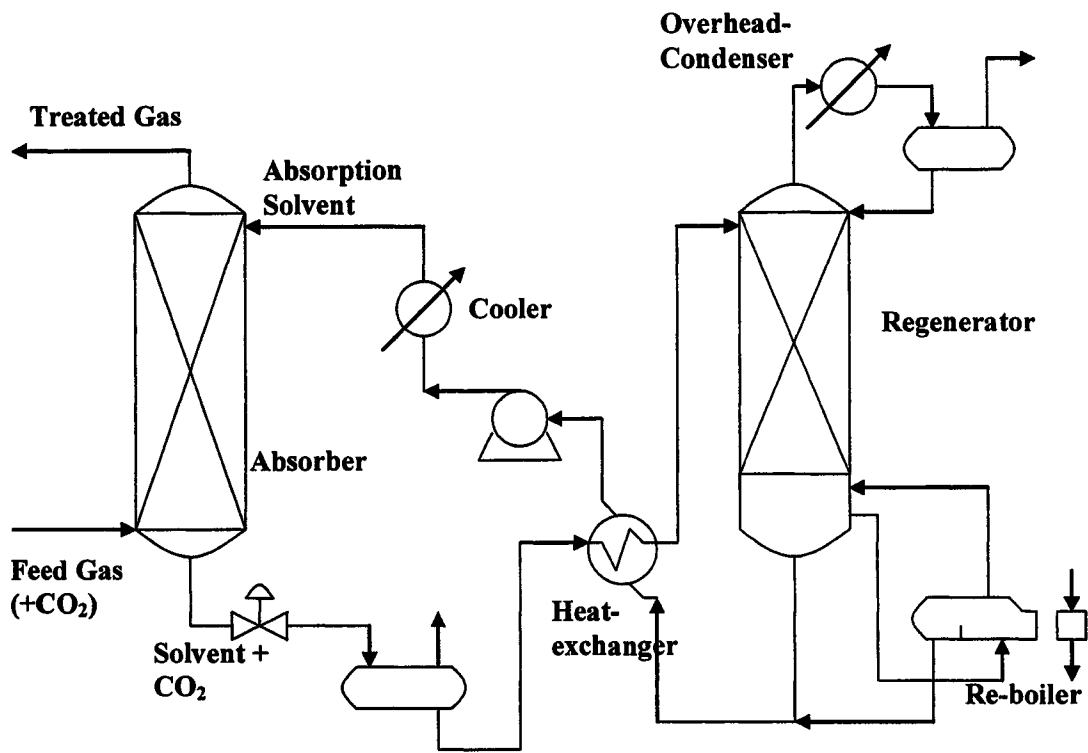 Overhead-
Condenser
Treated Gas
Absorption
Solvent
Cooler
Regenerator
Absorber
Feed Gas
(+CO₂)
Heat-
exchanger
Solvent +
CO₂
Re-boiler